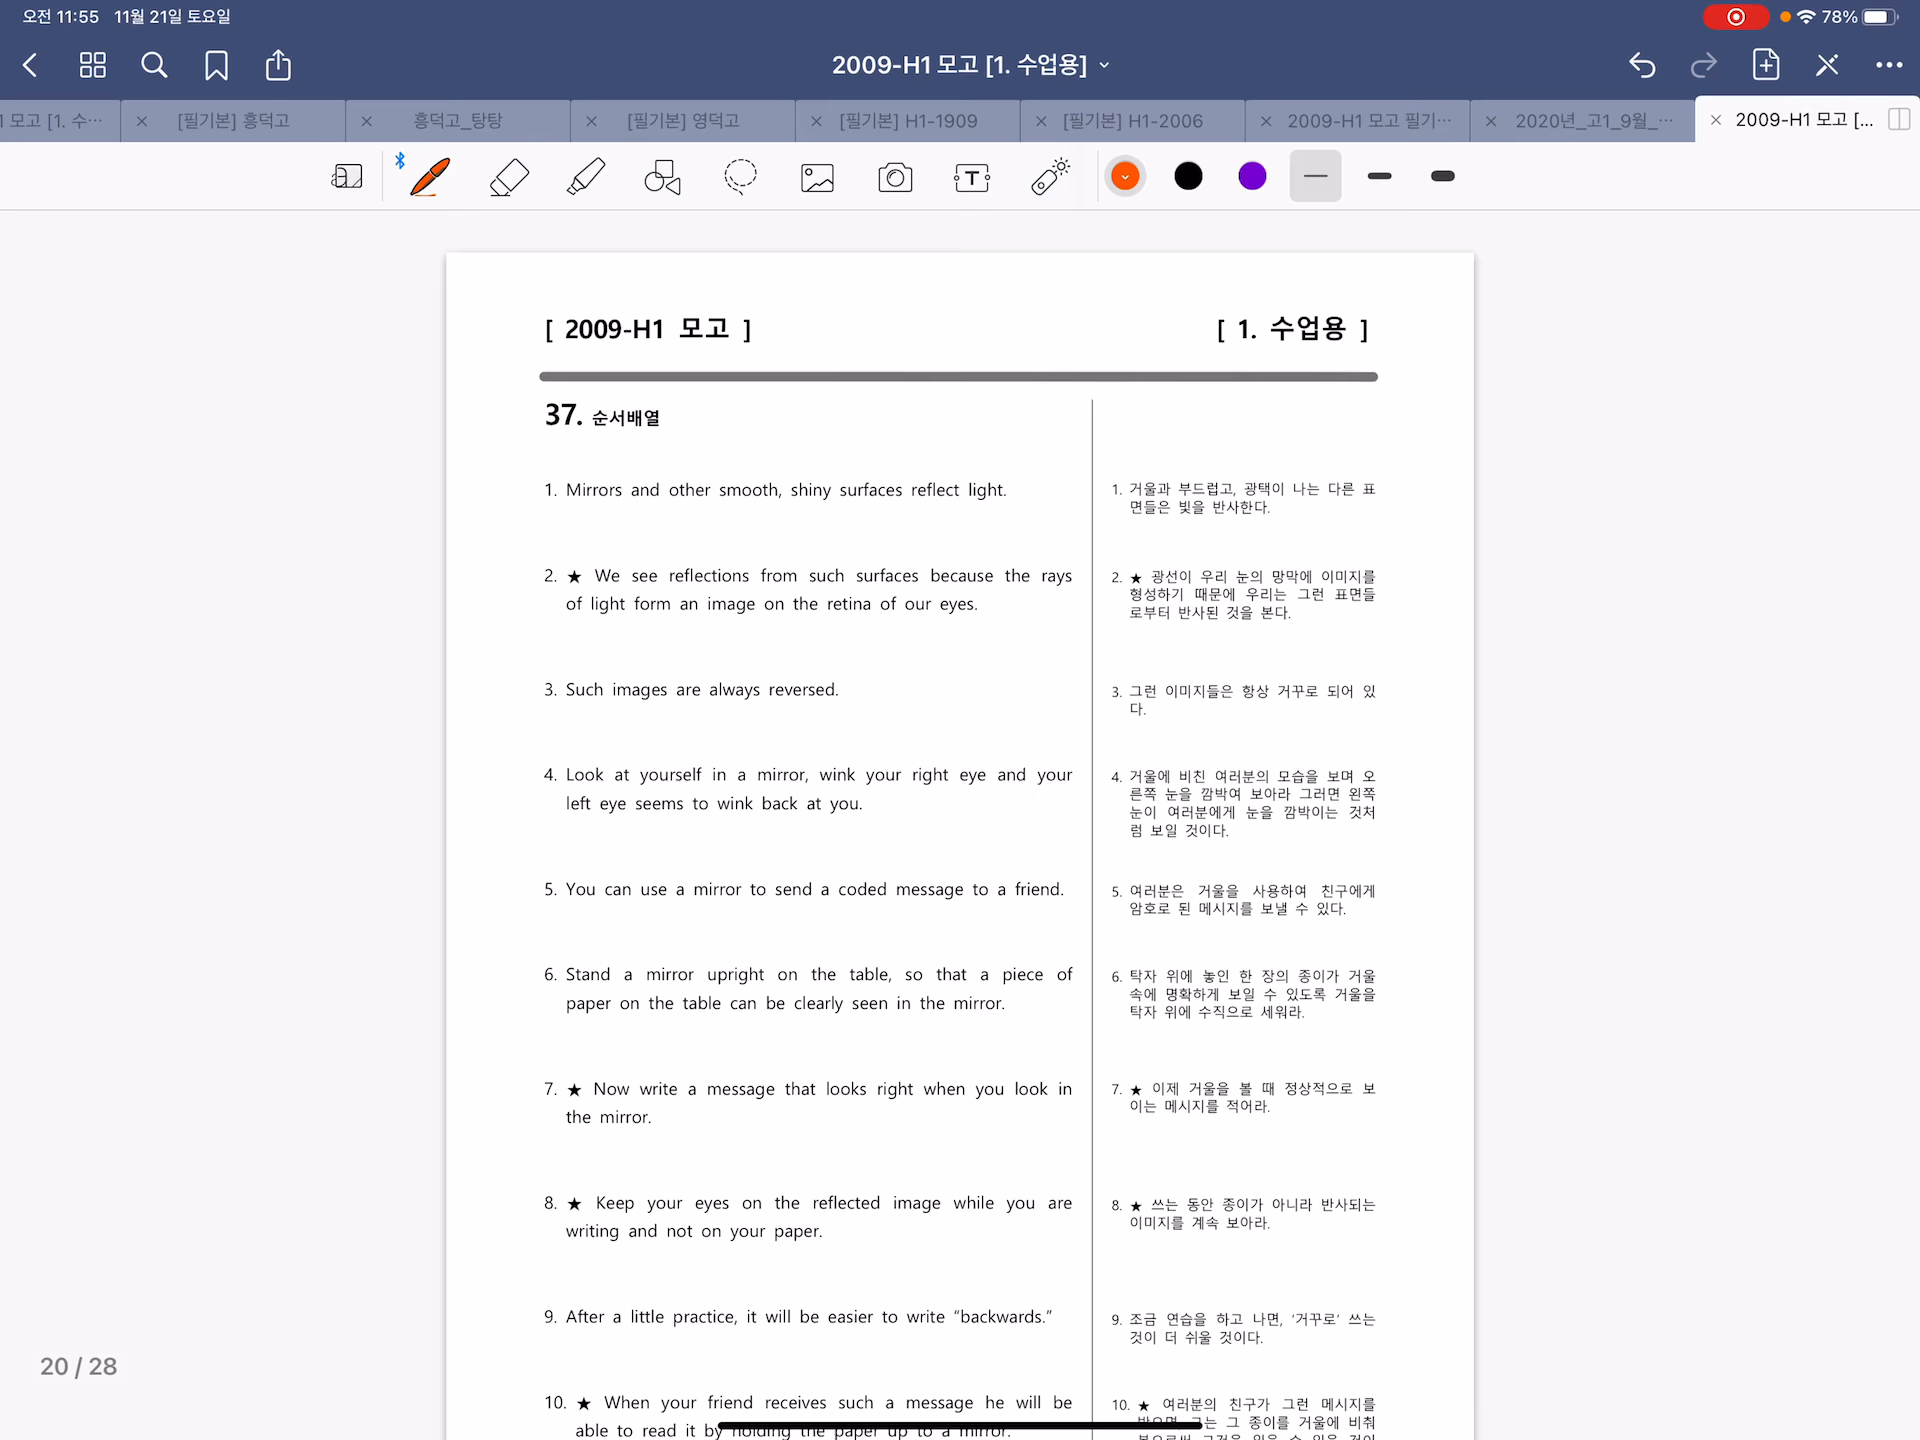 오전 11:55 11월 21일 토요일
78%
2009-H1 모고 [1. 수업용]
모고 [1. 수…
[필기본] 흥덕고
흥덕고_탕탕
[필기본] 영덕고
[필기본] H1-1909
[필기본] H1-2006
2009-H1 모고 필기…
2020년_고1_9월_…
2009-H1 모고 [...
[ 2009-H1 모고 ]
[ 1. 수업용 ]
37. 순서배열
1. Mirrors and other smooth, shiny surfaces reflect light.
2. ★ We see reflections from such surfaces because the rays
of light form an image on the retina of our eyes.
3. Such images are always reversed.
4. Look at yourself in a mirror, wink your right eye and your
left eye seems to wink back at you.
5. You can use a mirror to send a coded message to a friend.
6. Stand a mirror upright on the table, so that a piece of
paper on the table can be clearly seen in the mirror.
7. ★ Now write a message that looks right when you look in
the mirror.
8. ★ Keep your eyes on the reflected image while you are
writing and not on your paper.
9. After a little practice, it will be easier to write “backwards.”
10. ★ When your friend receives such a message he will be
able to read it by holding the paper up to a mirror.
1. 거울과 부드럽고, 광택이 나는 다른 표
면들은 빛을 반사한다.
2. ★ 광선이 우리 눈의 망막에 이미지를
형성하기 때문에 우리는 그런 표면들
로부터 반사된 것을 본다.
3. 그런 이미지들은 항상 거꾸로 되어 있
다.
4. 거울에 비친 여러분의 모습을 보며 오
른쪽 눈을 깜박여 보아라 그러면 왼쪽
눈이 여러분에게 눈을 깜박이는 것처
럼 보일 것이다.
5. 여러분은 거울을 사용하여 친구에게
암호로 된 메시지를 보낼 수 있다.
6. 탁자 위에 놓인 한 장의 종이가 거울
속에 명확하게 보일 수 있도록 거울을
탁자 위에 수직으로 세워라.
7. ★ 이제 거울을 볼 때 정상적으로 보
이는 메시지를 적어라.
8. ★ 쓰는 동안 종이가 아니라 반사되는
이미지를 계속 보아라.
9. 조금 연습을 하고 나면, ‘거꾸로’ 쓰는
것이 더 쉬울 것이다.
10. ★ 여러분의 친구가 그런 메시지를
받으면, 그는 그 종이를 거울에 비춰
20 / 28